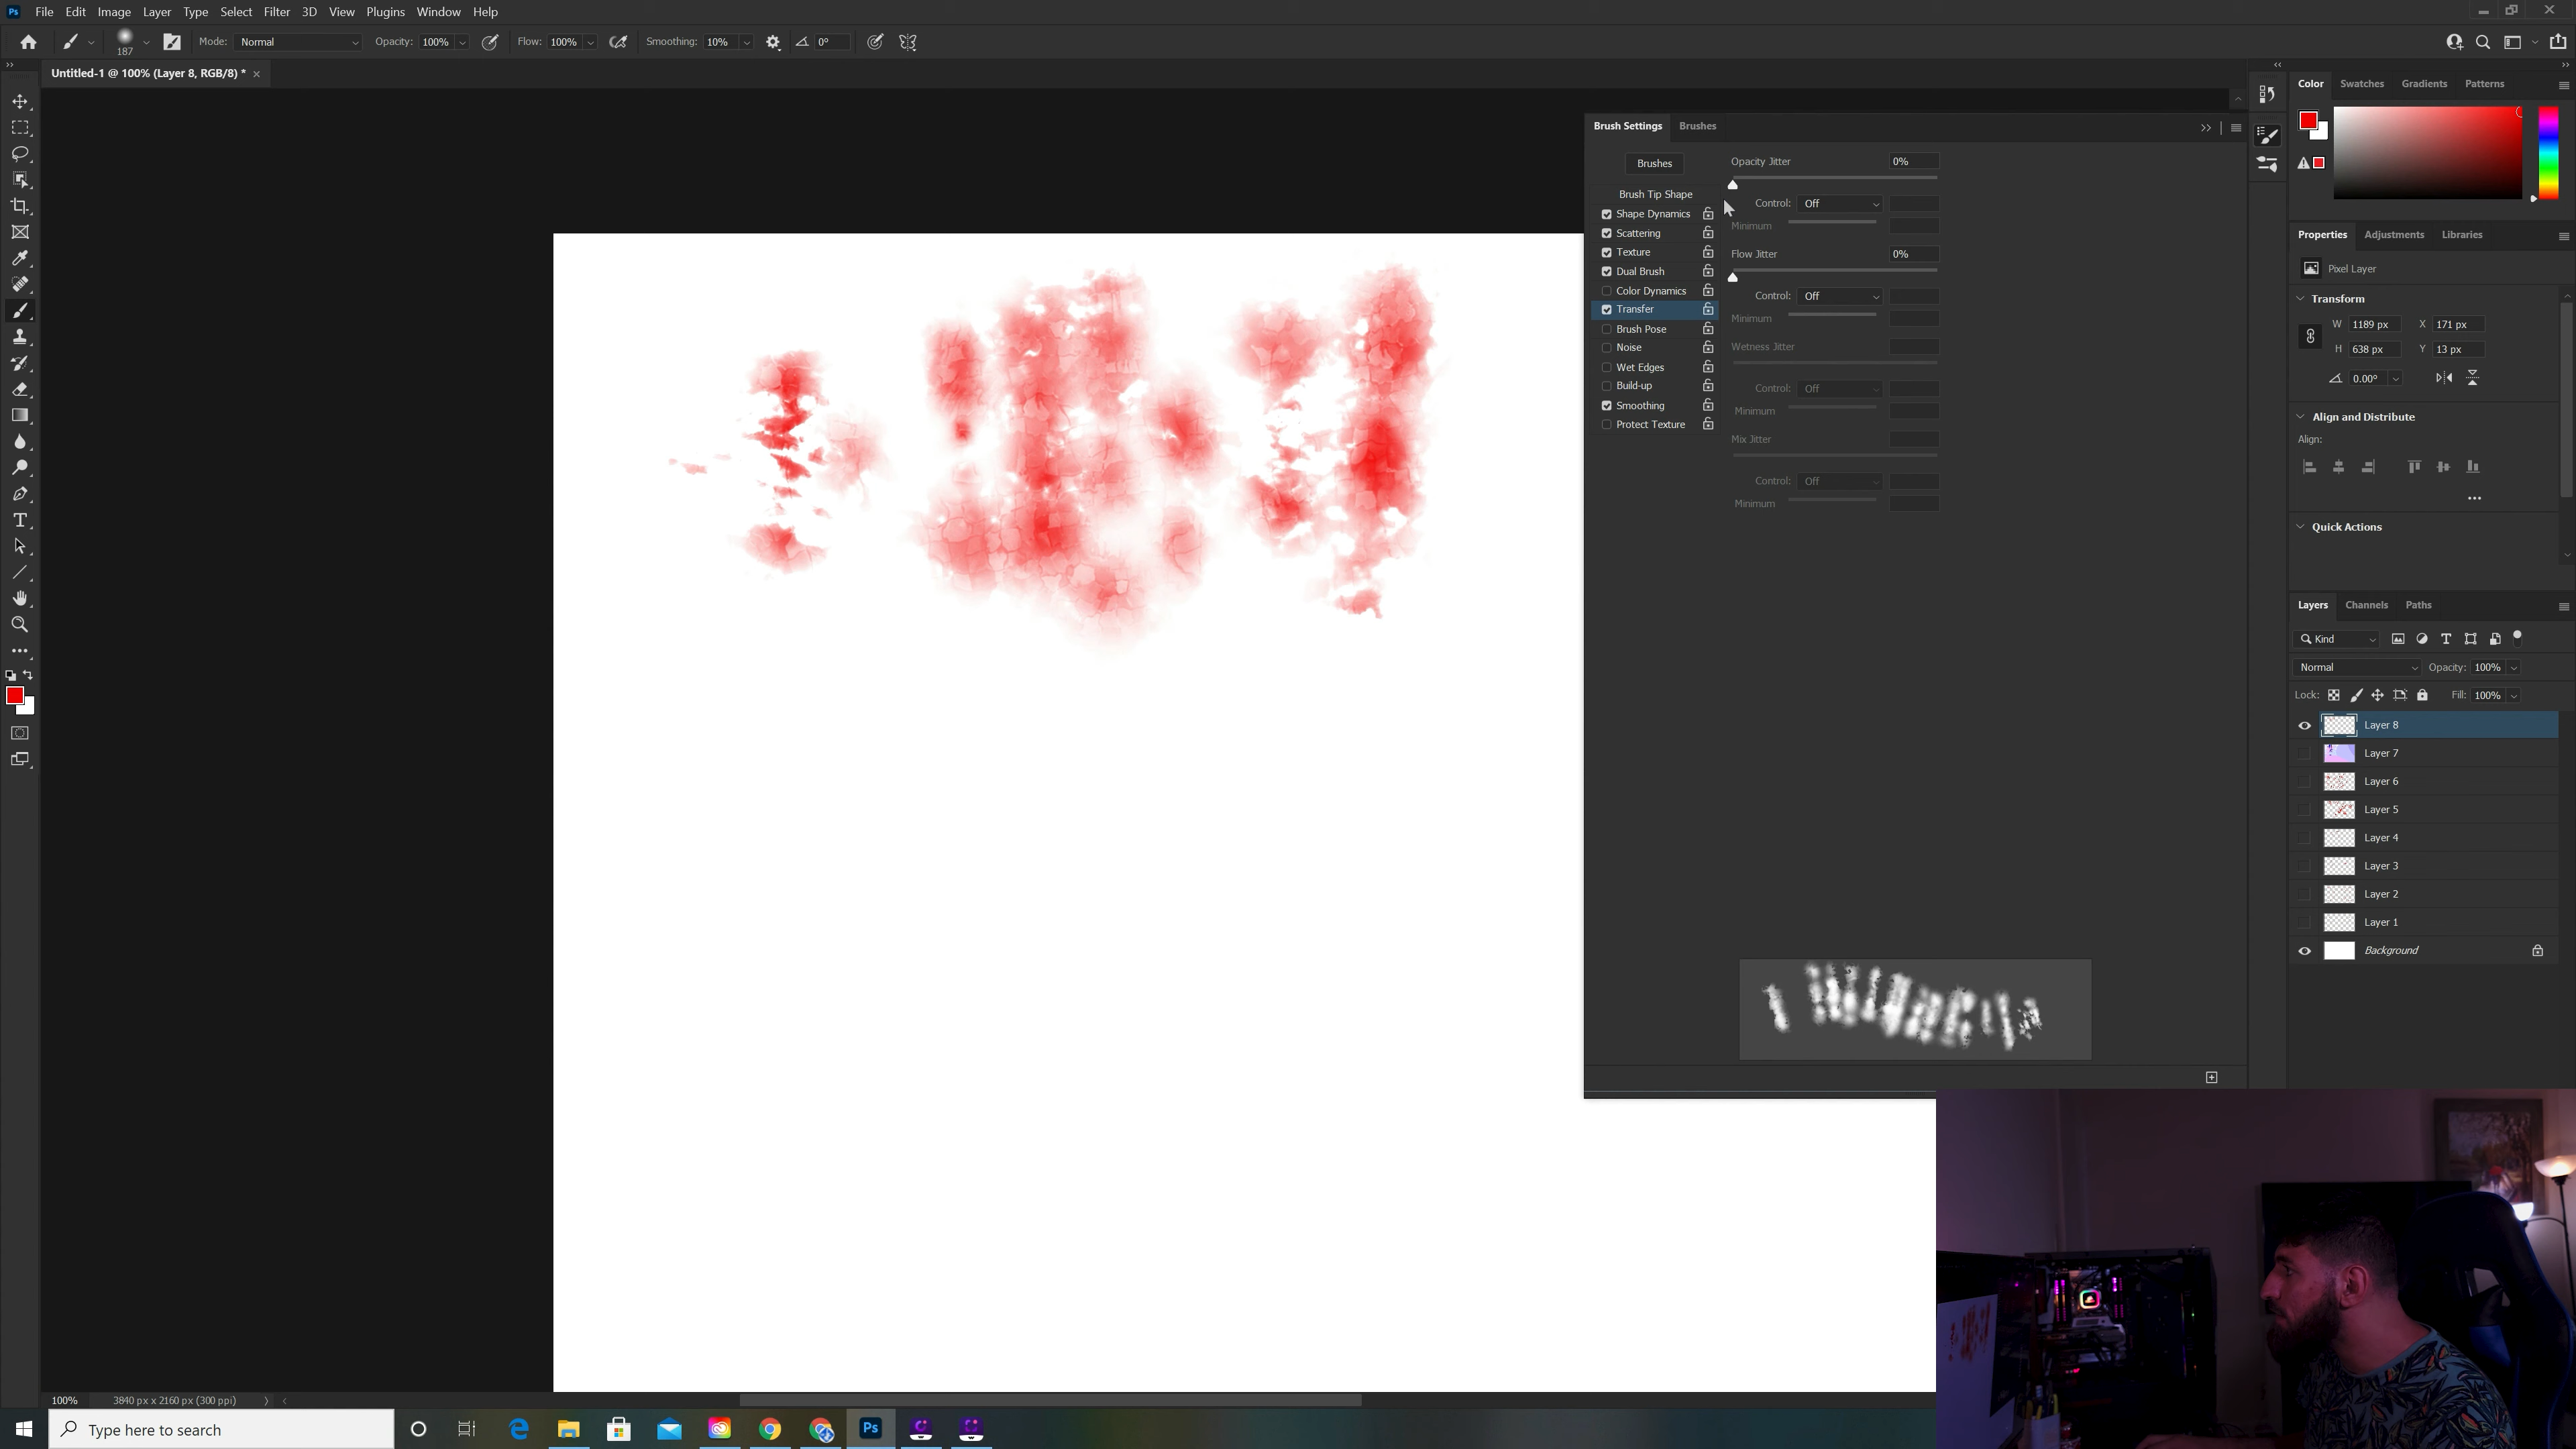 Ps File Edit Image Layer Type Select Filter 3D View Plugins Window Help
187 Mode: Normal Opacity: 100% Flow: 100% Smoothing: 10% 0°
Untitled-1 @ 100% (Layer 8, RGB/8) * ×
Brush Settings Brushes
Brushes
Brush Tip Shape
Shape Dynamics
Scattering
Texture
Dual Brush
Color Dynamics
Transfer
Brush Pose
Noise
Wet Edges
Build-up
Smoothing
Protect Texture
Opacity Jitter 0%
Control: Off
Minimum
Flow Jitter 0%
Control: Off
Minimum
Wetness Jitter
Control: Off
Minimum
Mix Jitter
Control: Off
Minimum
Color Swatches Gradients Patterns
Properties Adjustments Libraries
Pixel Layer
Transform
W 1189 px X 171 px
H 638 px Y 13 px
0.00°
Align and Distribute
Align:
Quick Actions
Layers Channels Paths
Kind
Normal Opacity: 100%
Lock: Fill: 100%
Layer 8
Layer 7
Layer 6
Layer 5
Layer 4
Layer 3
Layer 2
Layer 1
Background
100% 3840 px x 2160 px (300 ppi)
Type here to search
Ps